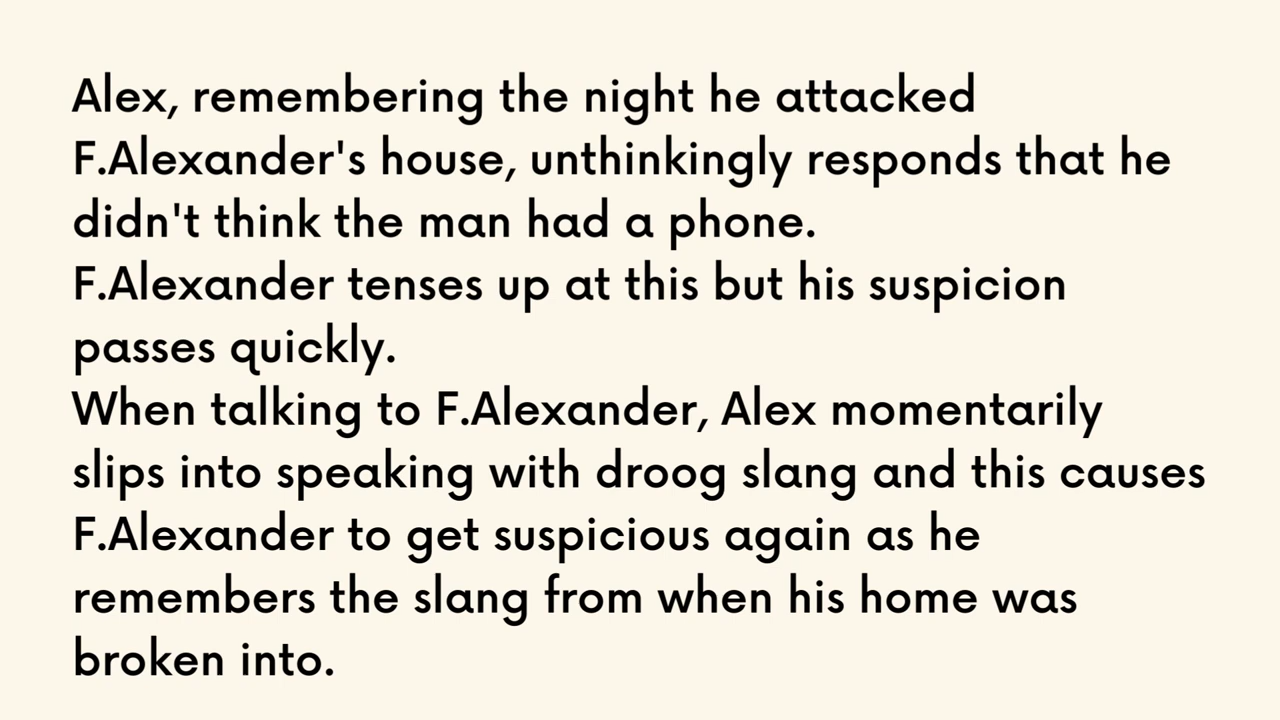 Alex, remembering the night he attacked
F.Alexander's house, unthinkingly responds that he
didn't think the man had a phone.
F.Alexander tenses up at this but his suspicion
passes quickly.
When talking to F.Alexander, Alex momentarily
slips into speaking with droog slang and this causes
F.Alexander to get suspicious again as he
remembers the slang from when his home was
broken into.